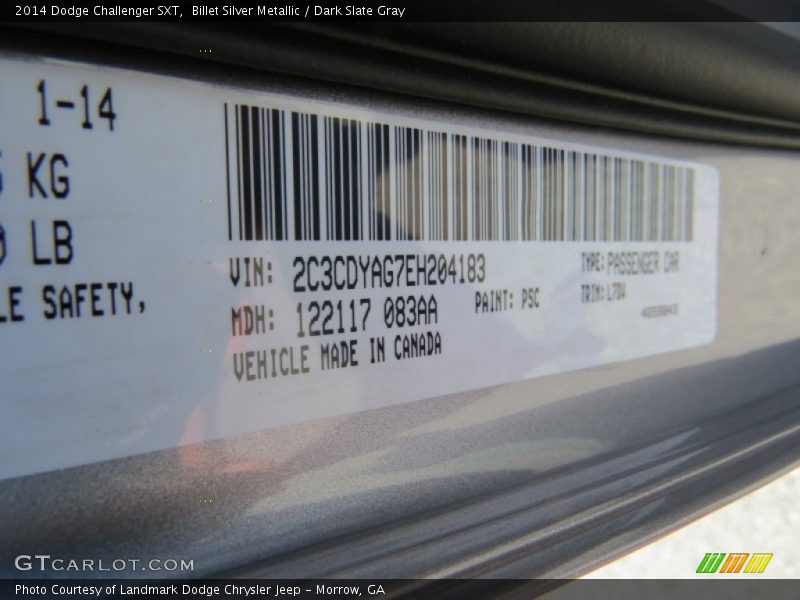 2014 Dodge Challenger SXT, Billet Silver Metallic / Dark Slate Gray
1-14
KG
LB
LE SAFETY,
VIN: 2C3CDYAG7EH204183
TYPE: PASSENGER CAR
MDH: 122117 083AA
PAINT: PSC
TRIM: L7DV
VEHICLE MADE IN CANADA
GTCARLOT.COM
Photo Courtesy of Landmark Dodge Chrysler Jeep – Morrow, GA